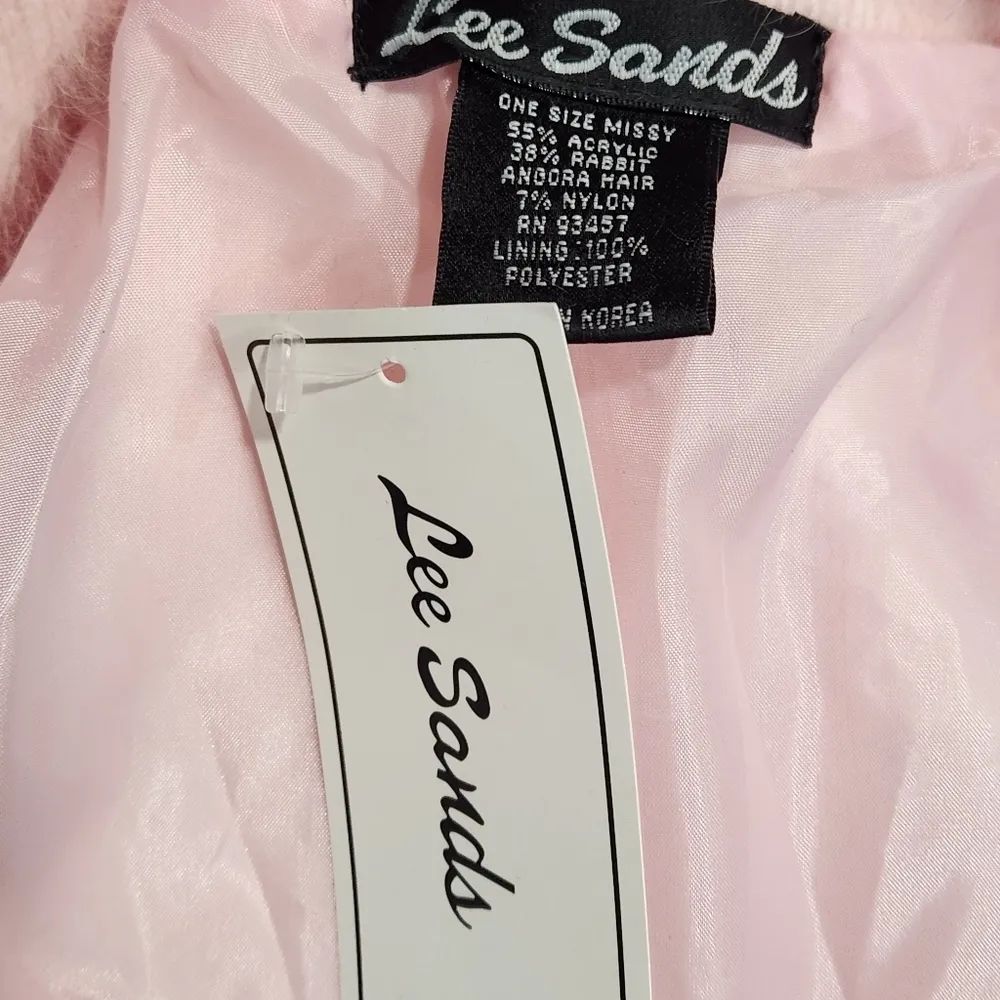 Lee Sands
ONE SIZE MISSY
55% ACRYLIC
38% RABBIT
ANGORA HAIR
7% NYLON
RN 93457
LINING:100%
POLYESTER
KOREA
Lee Sands